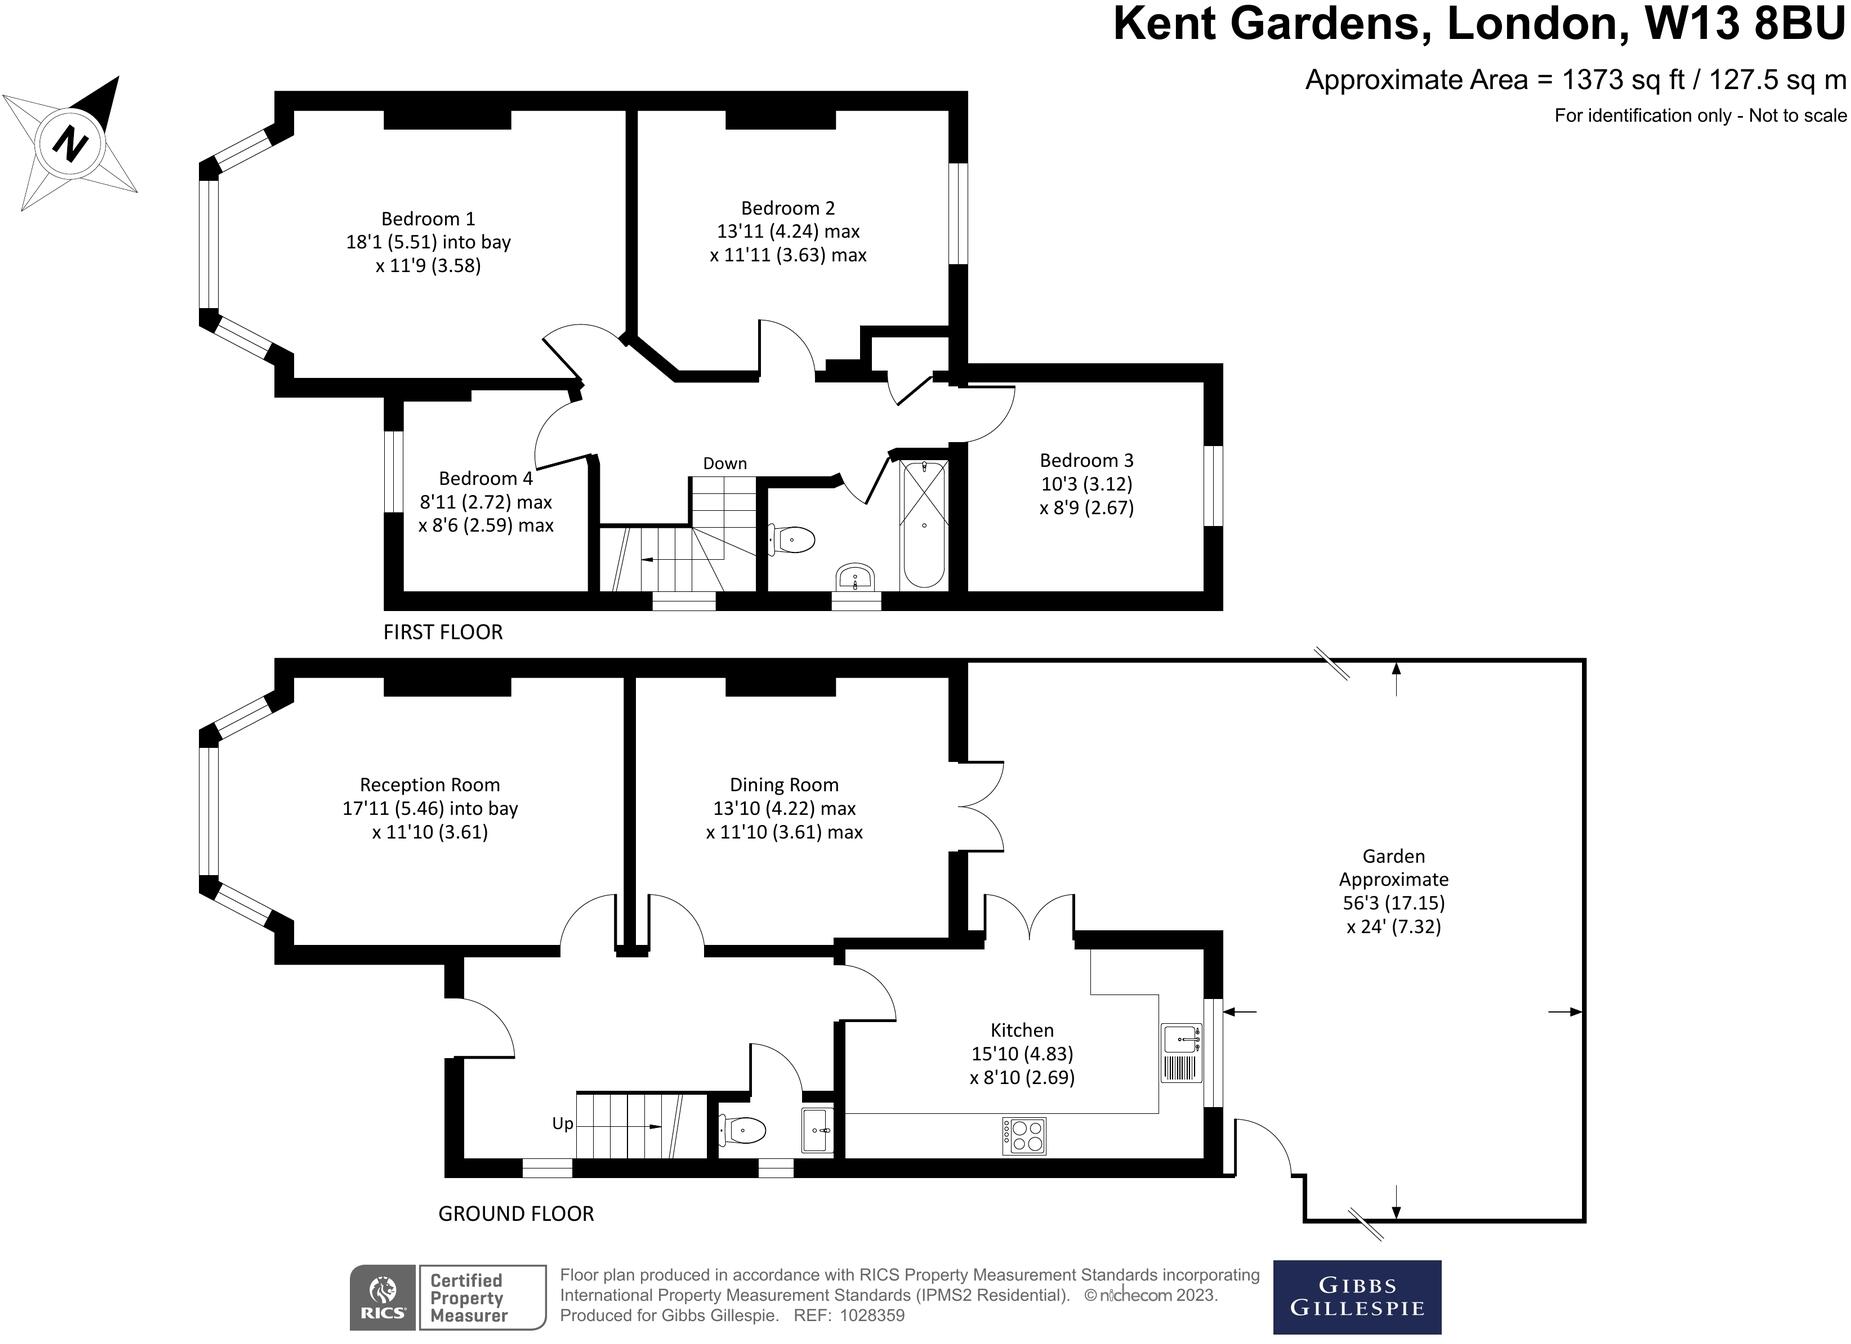 Kent Gardens, London, W13 8BU
Approximate Area = 1373 sq ft / 127.5 sq m
For identification only - Not to scale
N
Bedroom 1
18'1 (5.51) into bay
x 11'9 (3.58)
Bedroom 2
13'11 (4.24) max
x 11'11 (3.63) max
Bedroom 3
10'3 (3.12)
x 8'9 (2.67)
Bedroom 4
8'11 (2.72) max
x 8'6 (2.59) max
Down
FIRST FLOOR
Reception Room
17'11 (5.46) into bay
x 11'10 (3.61)
Dining Room
13'10 (4.22) max
x 11'10 (3.61) max
Garden
Approximate
56'3 (17.15)
x 24' (7.32)
Kitchen
15'10 (4.83)
x 8'10 (2.69)
Up
GROUND FLOOR
RICS
Certified
Property
Measurer
Floor plan produced in accordance with RICS Property Measurement Standards incorporating
International Property Measurement Standards (IPMS2 Residential). © nichecom 2023.
Produced for Gibbs Gillespie. REF: 1028359
GIBBS
GILLESPIE